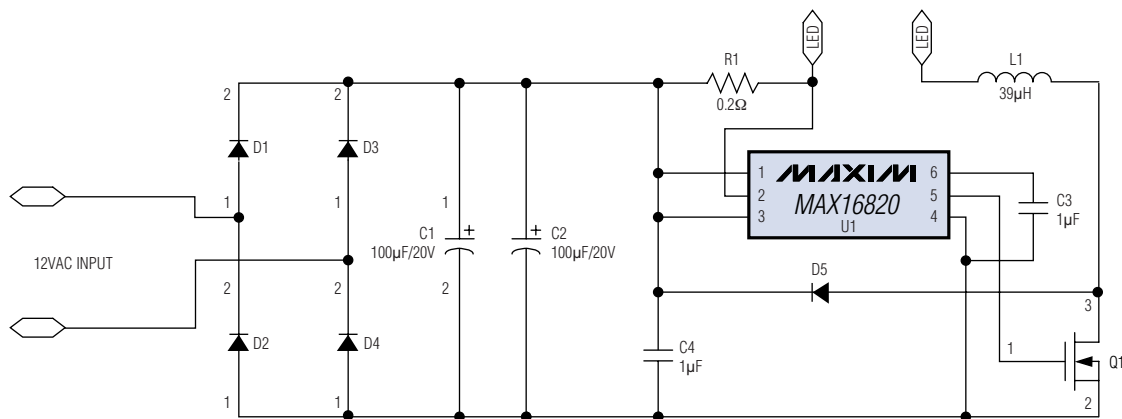 LED
LED
R1
0.2Ω
L1
39µH
2
2
D1
D3
1
1
1
2
3
MAXIM
MAX16820
U1
6
5
4
C3
1µF
1
C1
100µF/20V
2
C2
100µF/20V
12VAC INPUT
D5
3
2
2
D2
D4
C4
1µF
1
Q1
1
1
2